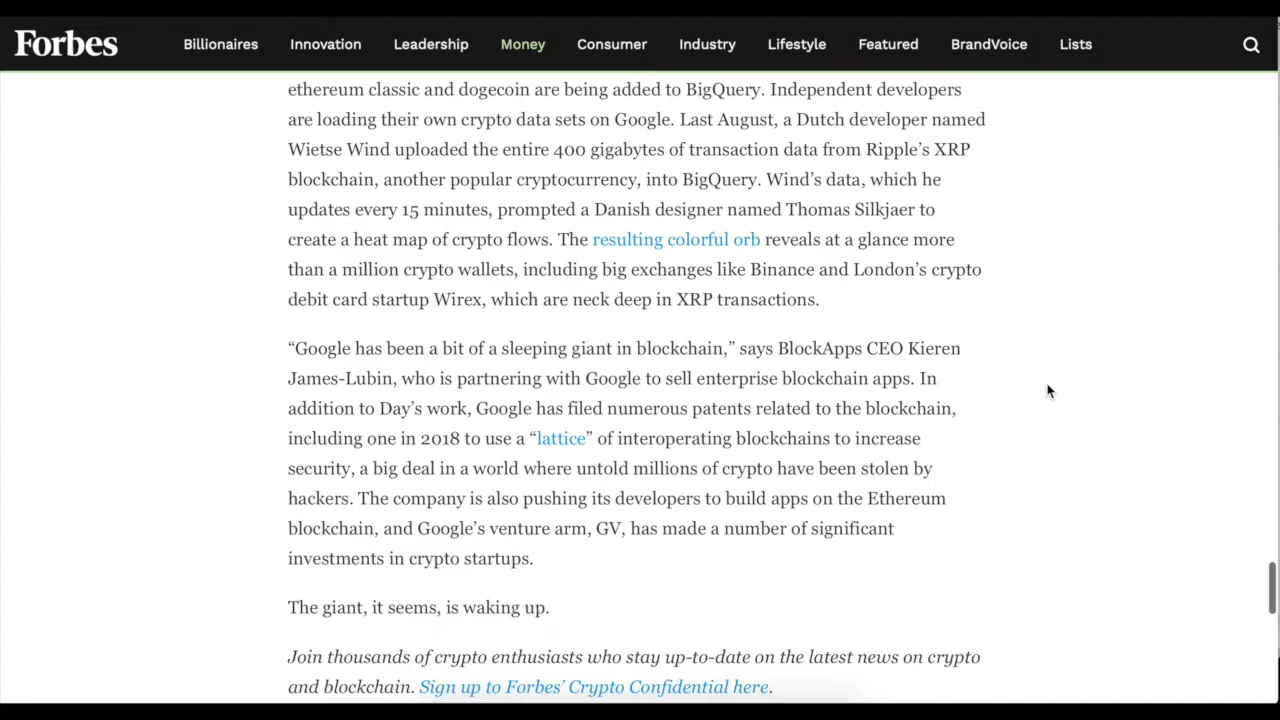 Forbes Billionaires Innovation Leadership Money Consumer Industry Lifestyle Featured BrandVoice Lists
ethereum classic and dogecoin are being added to BigQuery. Independent developers
are loading their own crypto data sets on Google. Last August, a Dutch developer named
Wietse Wind uploaded the entire 400 gigabytes of transaction data from Ripple’s XRP
blockchain, another popular cryptocurrency, into BigQuery. Wind’s data, which he
updates every 15 minutes, prompted a Danish designer named Thomas Silkjaer to
create a heat map of crypto flows. The resulting colorful orb reveals at a glance more
than a million crypto wallets, including big exchanges like Binance and London’s crypto
debit card startup Wirex, which are neck deep in XRP transactions.
“Google has been a bit of a sleeping giant in blockchain,” says BlockApps CEO Kieren
James-Lubin, who is partnering with Google to sell enterprise blockchain apps. In
addition to Day’s work, Google has filed numerous patents related to the blockchain,
including one in 2018 to use a “lattice” of interoperating blockchains to increase
security, a big deal in a world where untold millions of crypto have been stolen by
hackers. The company is also pushing its developers to build apps on the Ethereum
blockchain, and Google’s venture arm, GV, has made a number of significant
investments in crypto startups.
The giant, it seems, is waking up.
Join thousands of crypto enthusiasts who stay up-to-date on the latest news on crypto
and blockchain. Sign up to Forbes’ Crypto Confidential here.